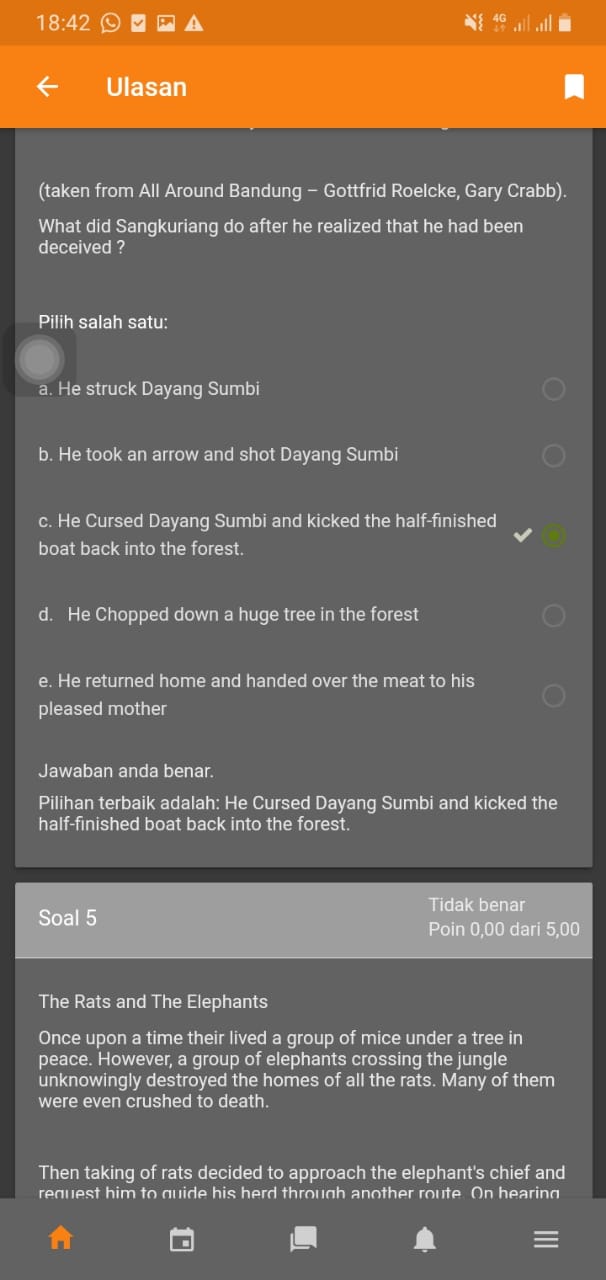 18:42
4G
Ulasan
(taken from All Around Bandung – Gottfrid Roelcke, Gary Crabb).
What did Sangkuriang do after he realized that he had been
deceived ?
Pilih salah satu:
a. He struck Dayang Sumbi
b. He took an arrow and shot Dayang Sumbi
c. He Cursed Dayang Sumbi and kicked the half-finished
boat back into the forest.
d. He Chopped down a huge tree in the forest
e. He returned home and handed over the meat to his
pleased mother
Jawaban anda benar.
Pilihan terbaik adalah: He Cursed Dayang Sumbi and kicked the
half-finished boat back into the forest.
Soal 5
Tidak benar
Poin 0,00 dari 5,00
The Rats and The Elephants
Once upon a time their lived a group of mice under a tree in
peace. However, a group of elephants crossing the jungle
unknowingly destroyed the homes of all the rats. Many of them
were even crushed to death.
Then taking of rats decided to approach the elephant's chief and
request him to guide his herd through another route. On hearing